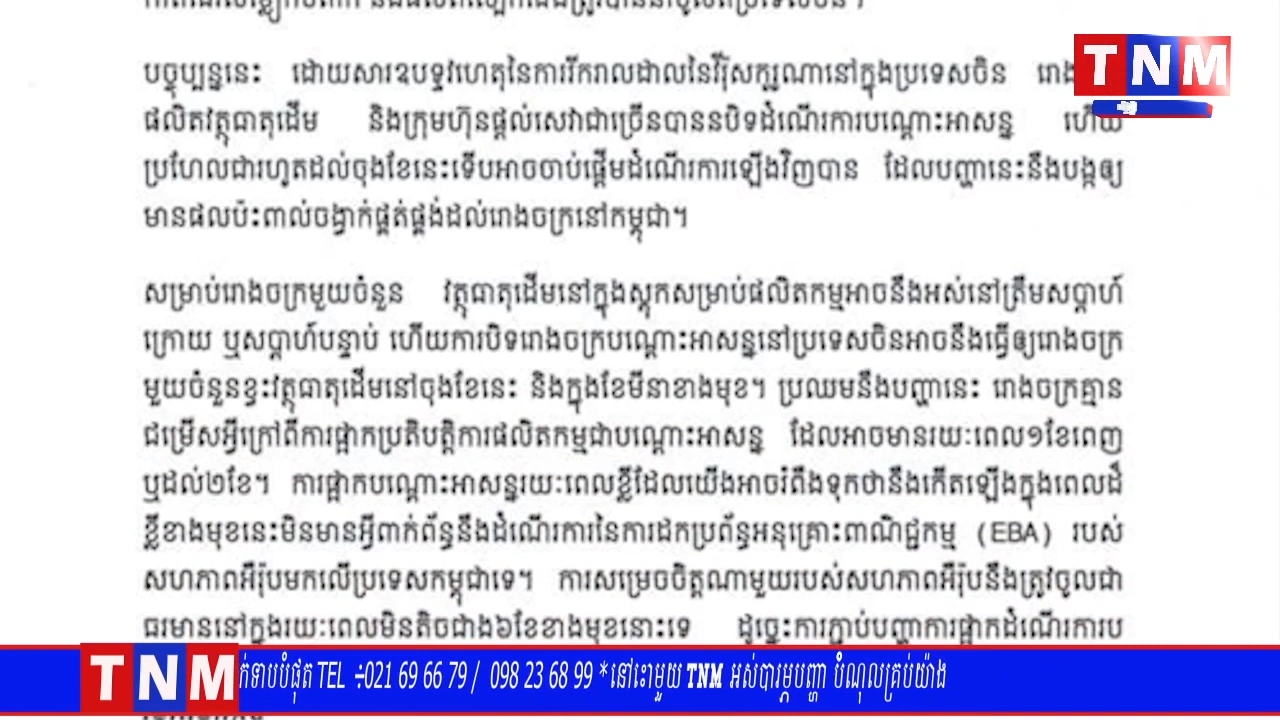 បច្ចុប្បន្ននេះ ដោយសារឧបទ្ទវហេតុនៃការរីករាលដាលនៃវីរ៉ុសកូរ៉ូណានៅក្នុងប្រទេសចិន រោង
TNM
ផលិតវត្ថុធាតុដើម និងក្រុមហ៊ុនផ្តល់សេវាជាច្រើនបានបិទដំណើរការបណ្តោះអាសន្ន ហើយ
ប្រហែលជារហូតដល់ចុងខែនេះទើបអាចចាប់ផ្តើមដំណើរការឡើងវិញបាន ដែលបញ្ហានេះនឹងបង្កឲ្យ
មានផលប៉ះពាល់ចង្វាក់ផ្គត់ផ្គង់ដល់រោងចក្រនៅកម្ពុជា។
សម្រាប់រោងចក្រមួយចំនួន វត្ថុធាតុដើមនៅក្នុងស្តុកសម្រាប់ផលិតកម្មអាចនឹងអស់នៅត្រឹមសប្តាហ៍
ក្រោយ ឬសប្តាហ៍បន្ទាប់ ហើយការបិទរោងចក្របណ្តោះអាសន្ននៅប្រទេសចិនអាចនឹងធ្វើឲ្យរោងចក្រ
មួយចំនួនខ្វះវត្ថុធាតុដើមនៅចុងខែនេះ និងក្នុងខែមីនាខាងមុខ។ ប្រឈមនឹងបញ្ហានេះ រោងចក្រគ្មាន
ជម្រើសអ្វីក្រៅពីការផ្អាកប្រតិបត្តិការផលិតកម្មជាបណ្តោះអាសន្ន ដែលអាចមានរយៈពេល១ខែពេញ
ឬដល់២ខែ។ ការផ្អាកបណ្តោះអាសន្នរយៈពេលខ្លីដែលយើងអាចរំពឹងទុកថានឹងកើតឡើងក្នុងពេលដ៏
ខ្លីខាងមុខនេះមិនមានអ្វីពាក់ព័ន្ធនឹងដំណើរការនៃការដកប្រព័ន្ធអនុគ្រោះពាណិជ្ជកម្ម (EBA) របស់
សហភាពអឺរ៉ុបមកលើប្រទេសកម្ពុជាទេ។ ការសម្រេចចិត្តណាមួយរបស់សហភាពអឺរ៉ុបនឹងត្រូវចូលជា
ធរមាននៅក្នុងរយៈពេលមិនតិចជាង៦ខែខាងមុខនោះទេ ដូច្នេះការភ្ជាប់បញ្ហាការផ្អាកដំណើរការប
TNM ក់ទាបបំផុត TEL ÷021 69 66 79 / 098 23 68 99 *នៅទោះមួយ TNM អស់បារម្ភបញ្ហា បំណុលគ្រប់យ៉ាង